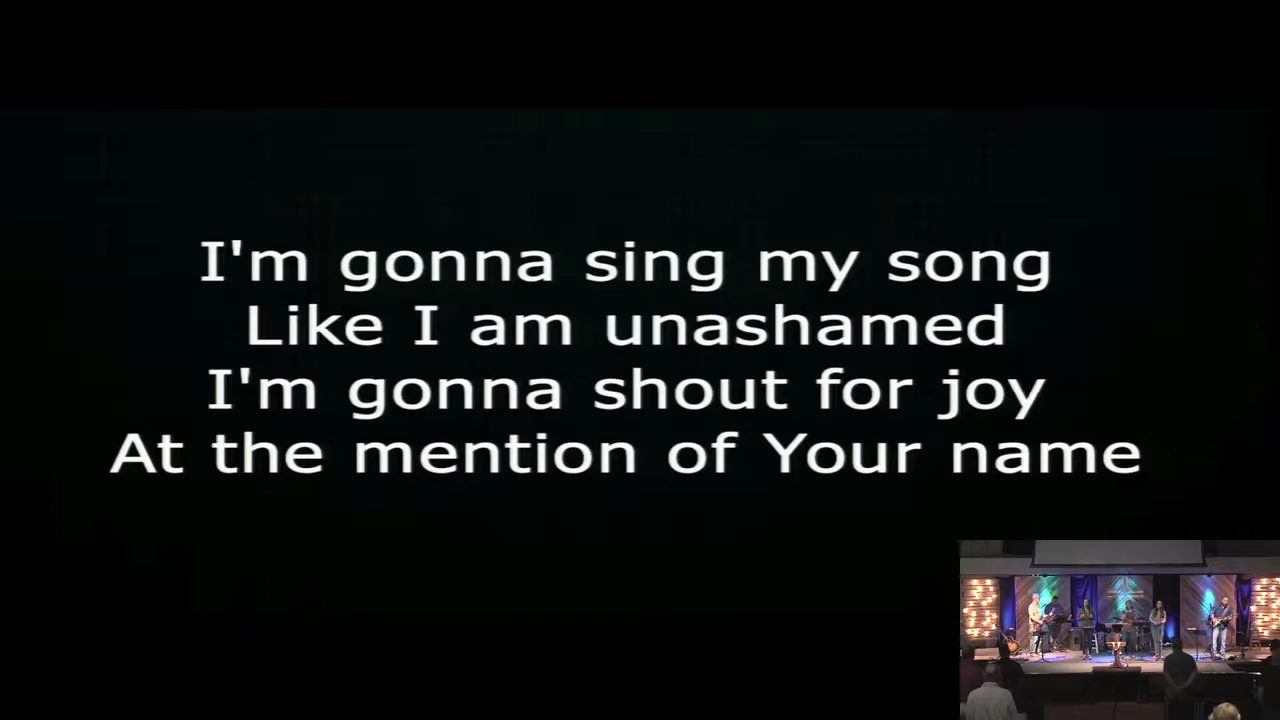 I'm gonna sing my song
Like I am unashamed
I'm gonna shout for joy
At the mention of Your name